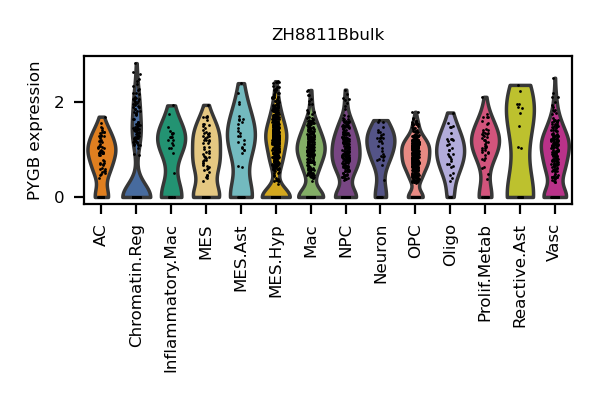 ZH8811Bbulk
PYGB expression
2
0
AC
Chromatin.Reg
Inflammatory.Mac
MES
MES.Ast
MES.Hyp
Mac
NPC
Neuron
OPC
Oligo
Prolif.Metab
Reactive.Ast
Vasc